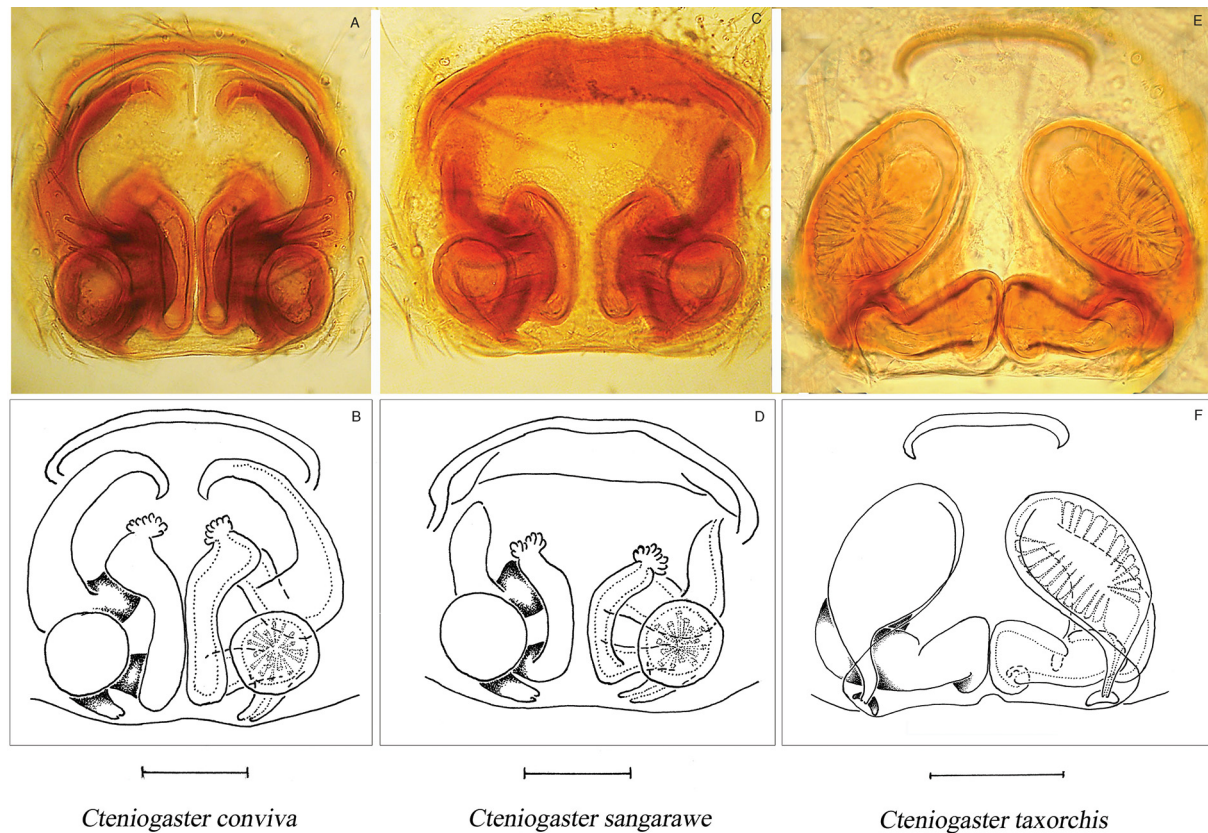 A
C
E
B
D
F
Cteniogaster conviva
Cteniogaster sangarawe
Cteniogaster taxorchis